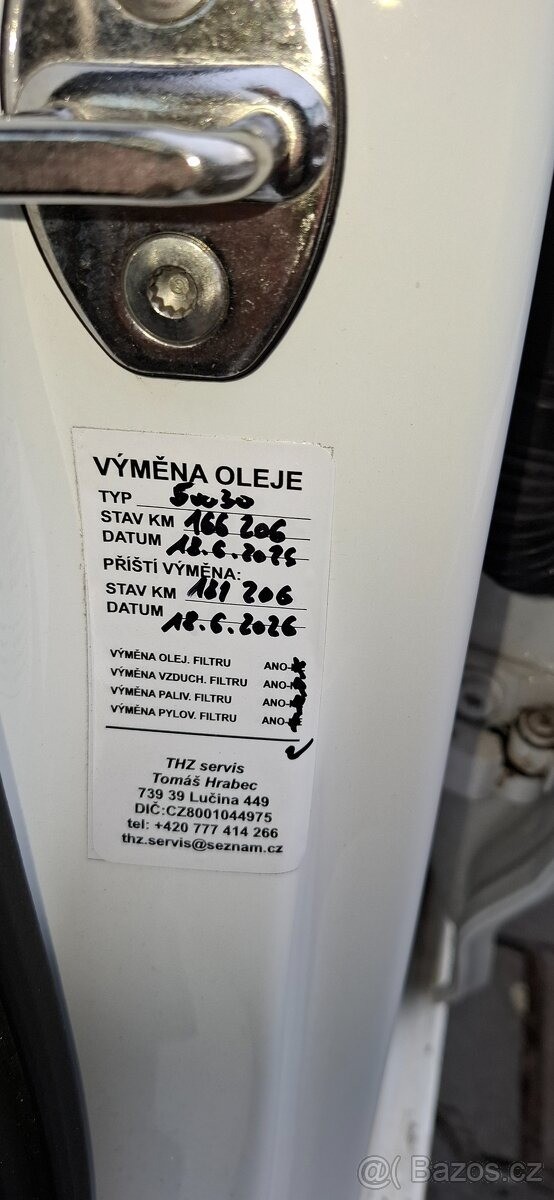 VÝMĚNA OLEJE
TYP 5W30
STAV KM 166 206
DATUM 18.6.2025
PŘÍŠTÍ VÝMĚNA:
STAV KM 181 206
DATUM 18.6.2026
VÝMĚNA OLEJ. FILTRU ANO-
VÝMĚNA VZDUCH. FILTRU ANO-
VÝMĚNA PALIV. FILTRU ANO-
VÝMĚNA PYLOV. FILTRU ANO-
THZ servis
Tomáš Hrabec
739 39 Lučina 449
DIČ:CZ8001044975
tel: +420 777 414 266
thz.servis@seznam.cz
@( Bazos.cz